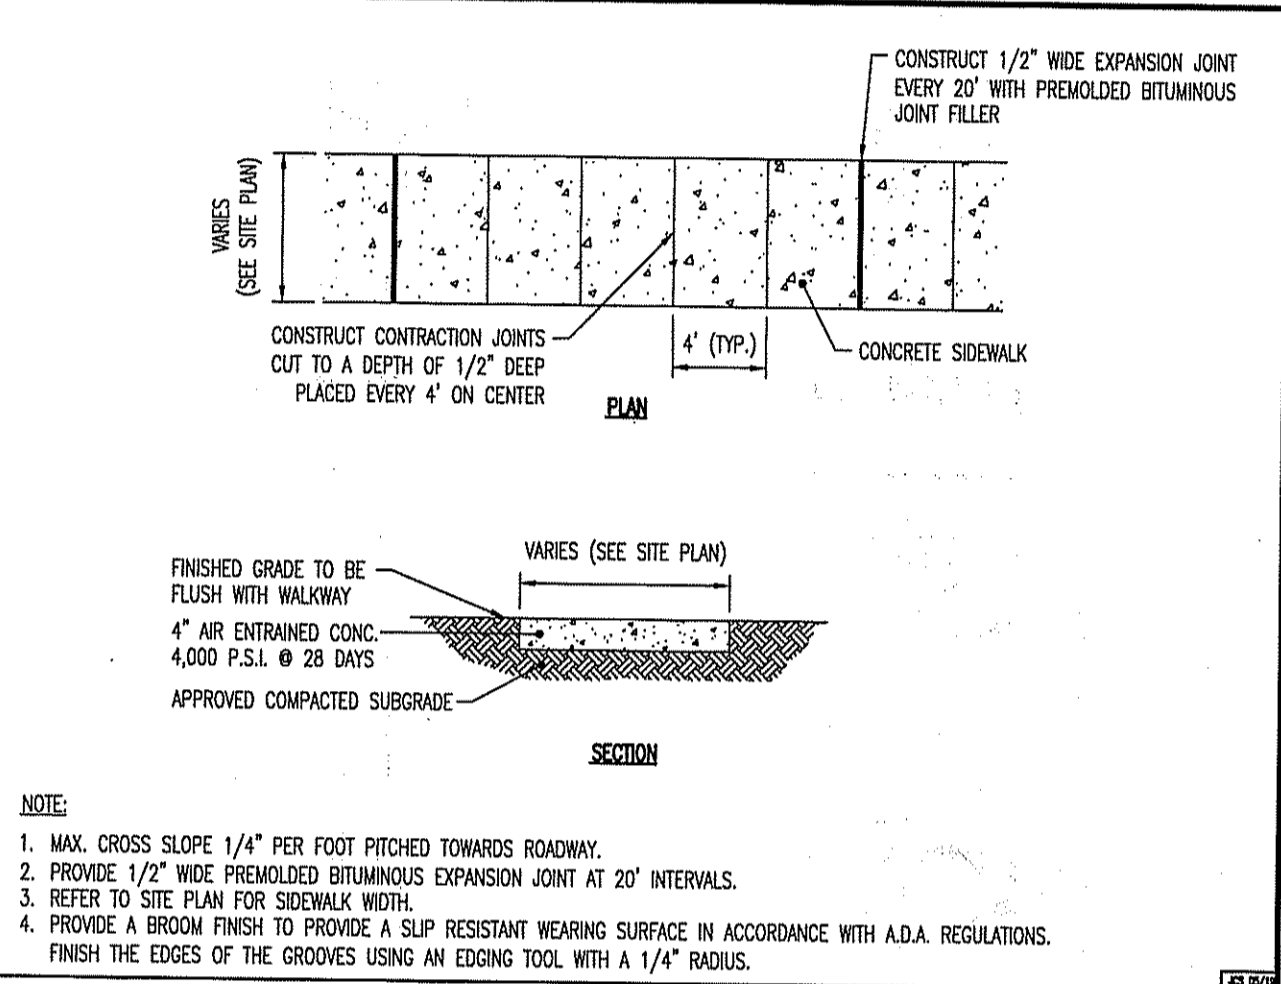 CONSTRUCT 1/2" WIDE EXPANSION JOINT
EVERY 20' WITH PREMOLDED BITUMINOUS
JOINT FILLER
VARIES
(SEE SITE PLAN)
CONSTRUCT CONTRACTION JOINTS
CUT TO A DEPTH OF 1/2" DEEP
PLACED EVERY 4' ON CENTER
4' (TYP.)
CONCRETE SIDEWALK
PLAN
VARIES (SEE SITE PLAN)
FINISHED GRADE TO BE
FLUSH WITH WALKWAY
4" AIR ENTRAINED CONC.
4,000 P.S.I. @ 28 DAYS
APPROVED COMPACTED SUBGRADE
SECTION
NOTE:
1. MAX. CROSS SLOPE 1/4" PER FOOT PITCHED TOWARDS ROADWAY.
2. PROVIDE 1/2" WIDE PREMOLDED BITUMINOUS EXPANSION JOINT AT 20' INTERVALS.
3. REFER TO SITE PLAN FOR SIDEWALK WIDTH.
4. PROVIDE A BROOM FINISH TO PROVIDE A SLIP RESISTANT WEARING SURFACE IN ACCORDANCE WITH A.D.A. REGULATIONS.
FINISH THE EDGES OF THE GROOVES USING AN EDGING TOOL WITH A 1/4" RADIUS.